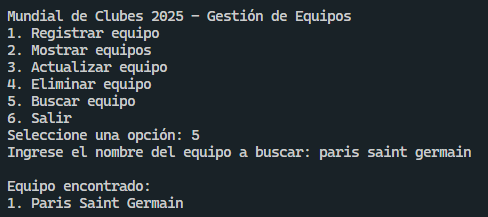 Mundial de Clubes 2025 - Gestión de Equipos
1. Registrar equipo
2. Mostrar equipos
3. Actualizar equipo
4. Eliminar equipo
5. Buscar equipo
6. Salir
Seleccione una opción: 5
Ingrese el nombre del equipo a buscar: paris saint germain
Equipo encontrado:
1. Paris Saint Germain